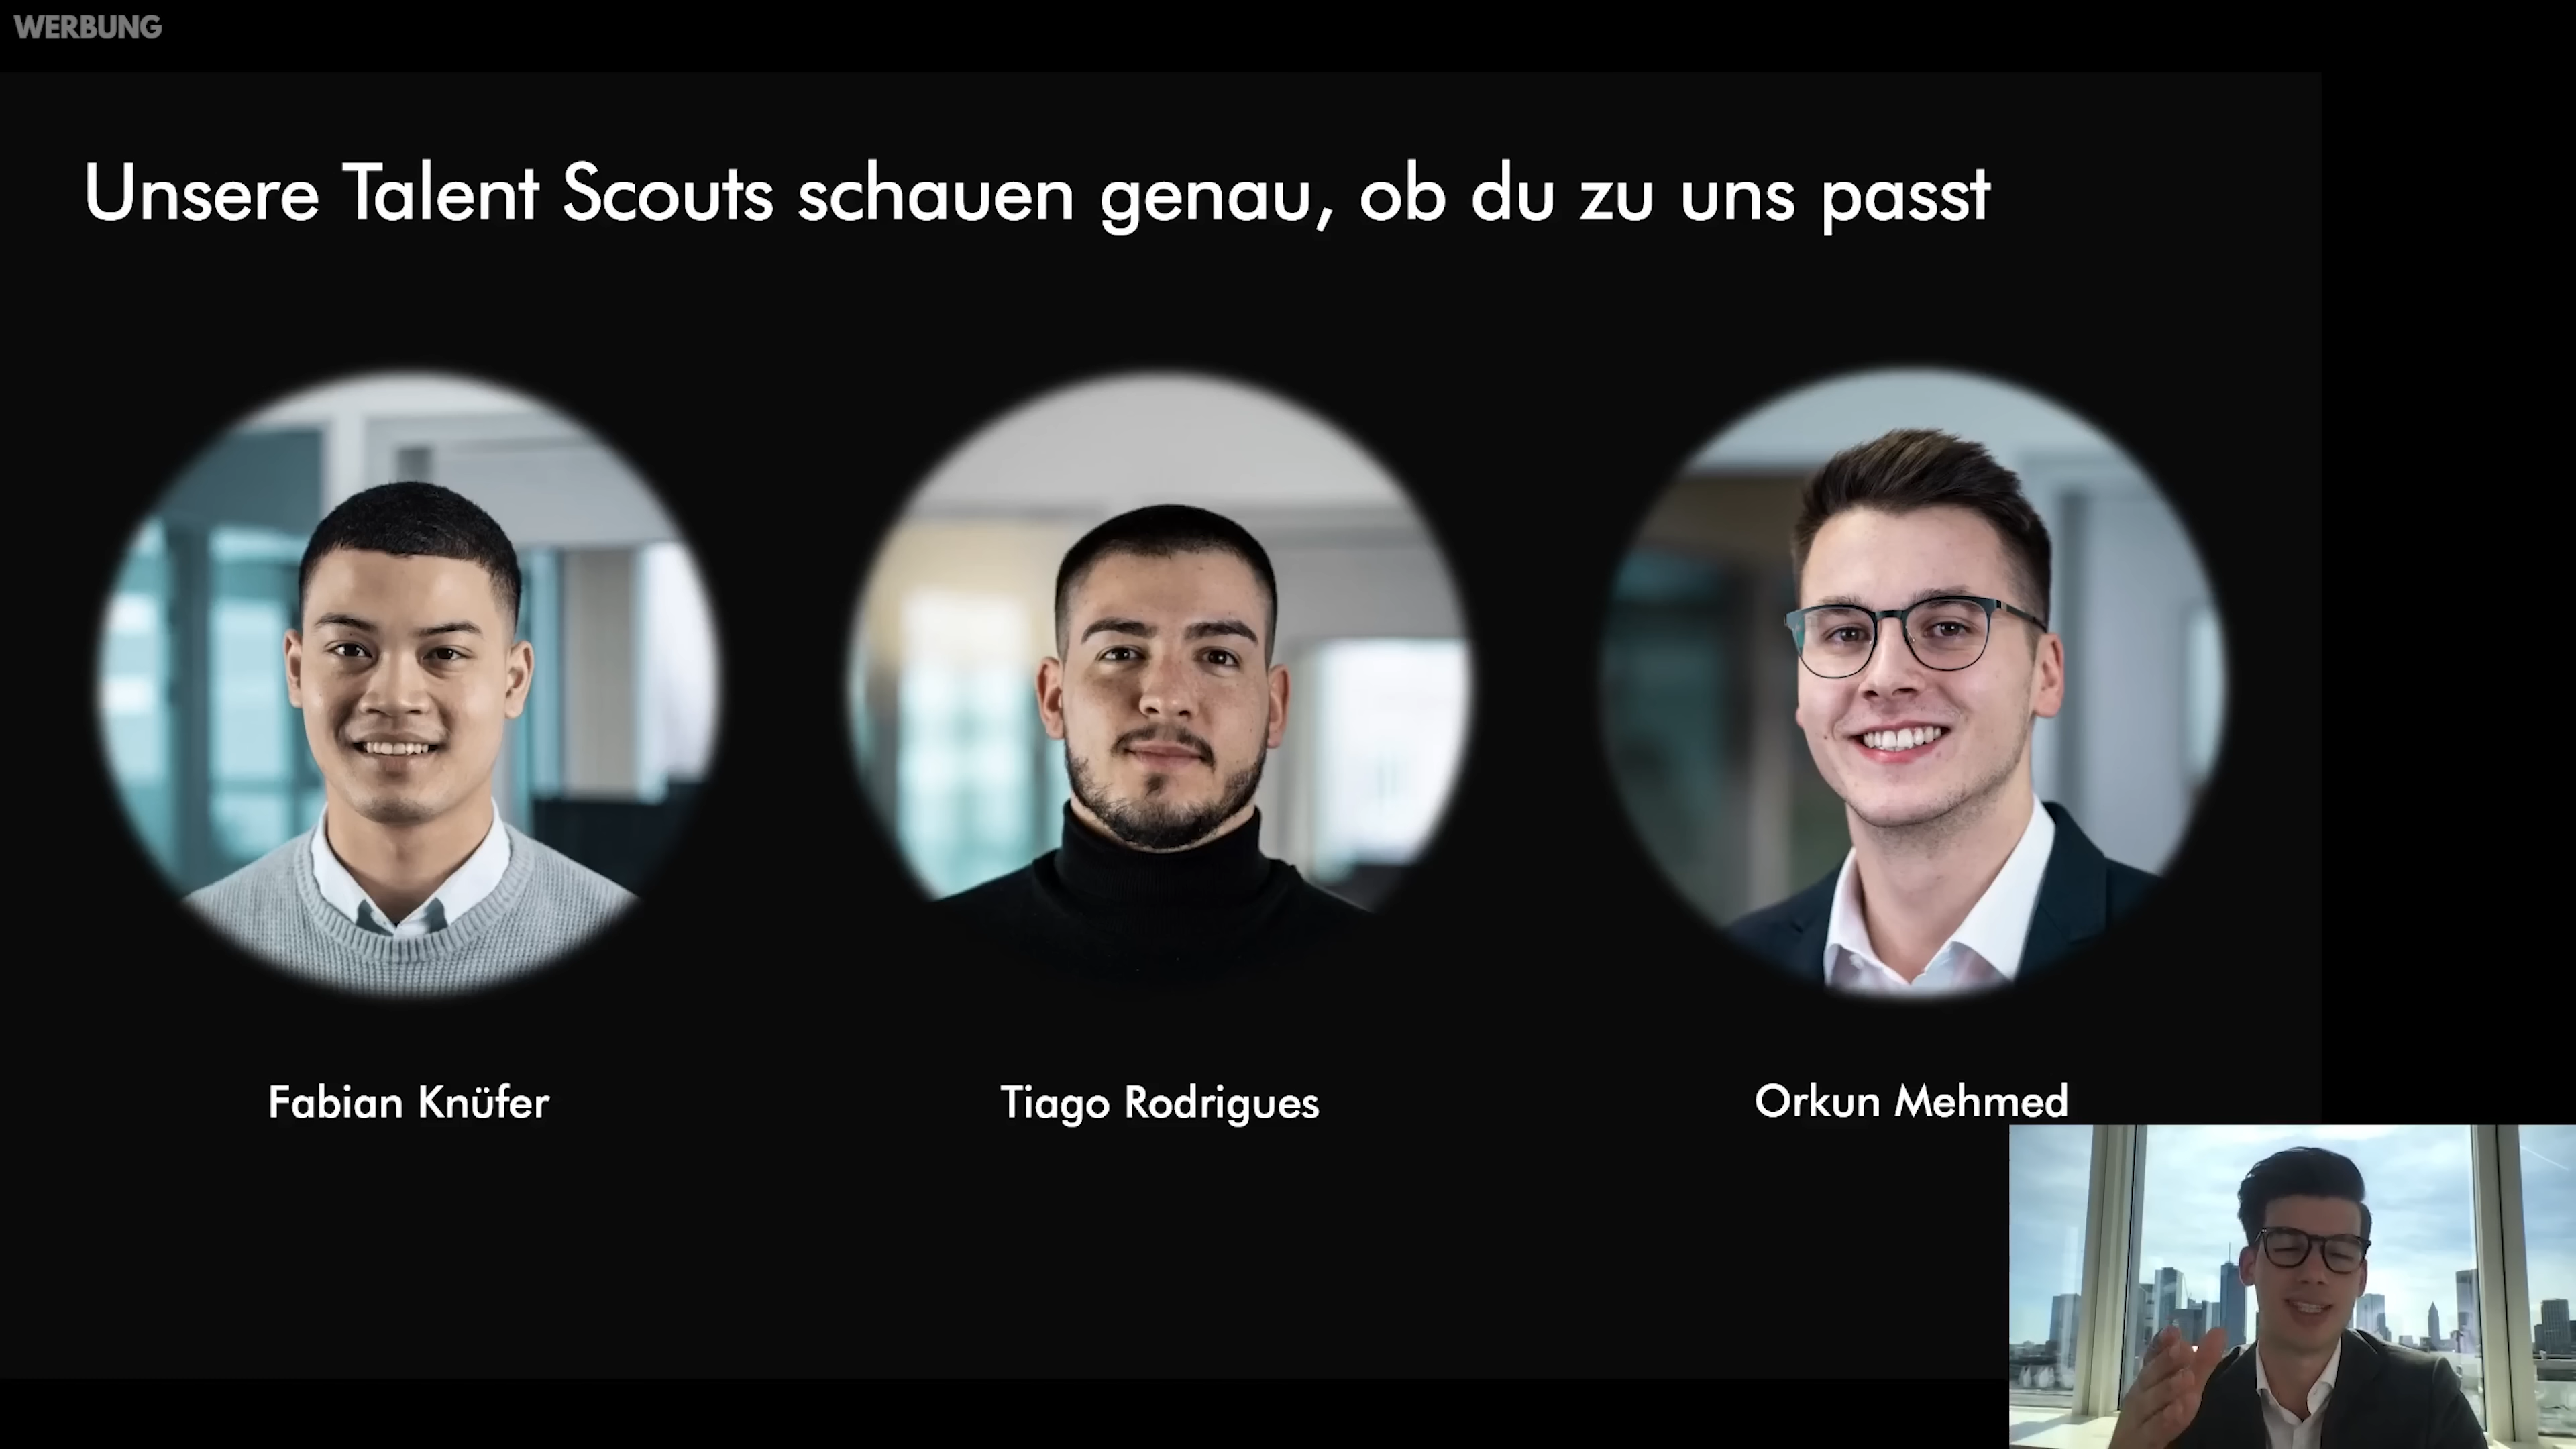 WERBUNG
Unsere Talent Scouts schauen genau, ob du zu uns passt
Fabian Knüfer
Tiago Rodrigues
Orkun Mehmed